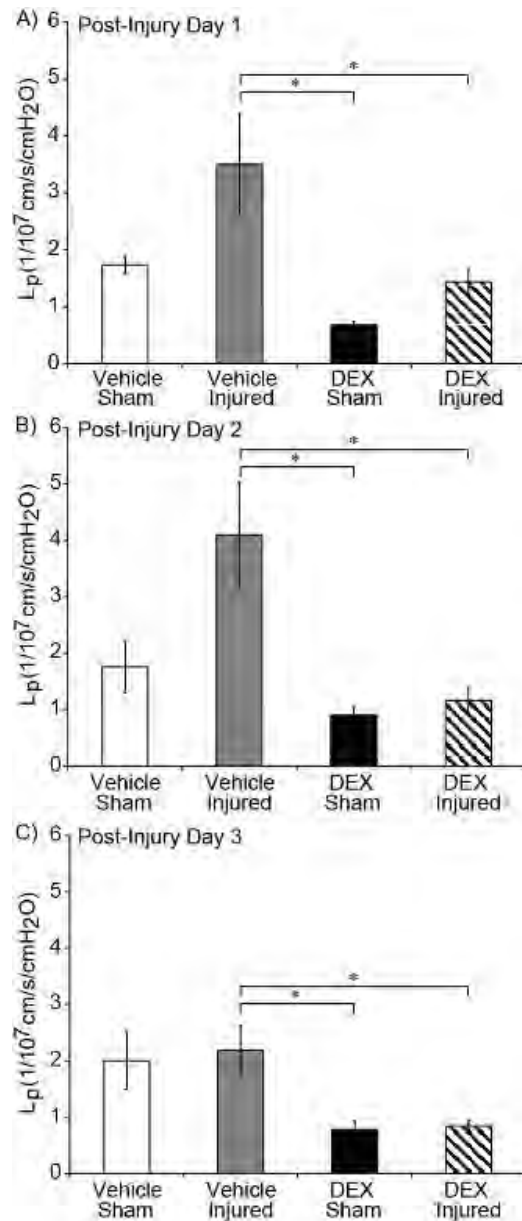 A) Post-Injury Day 1
Lp(1/10⁷cm/s/cmH₂O)
6
5
4
3
2
1
0
*
*
Vehicle Sham
Vehicle Injured
DEX Sham
DEX Injured
B) Post-Injury Day 2
Lp(1/10⁷cm/s/cmH₂O)
6
5
4
3
2
1
0
*
*
Vehicle Sham
Vehicle Injured
DEX Sham
DEX Injured
C) Post-Injury Day 3
Lp(1/10⁷cm/s/cmH₂O)
6
5
4
3
2
1
0
*
*
Vehicle Sham
Vehicle Injured
DEX Sham
DEX Injured